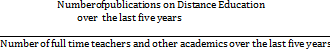 Numberofpublications on Distance Education
over the last five years
Number of full time teachers and other academics over the last five years